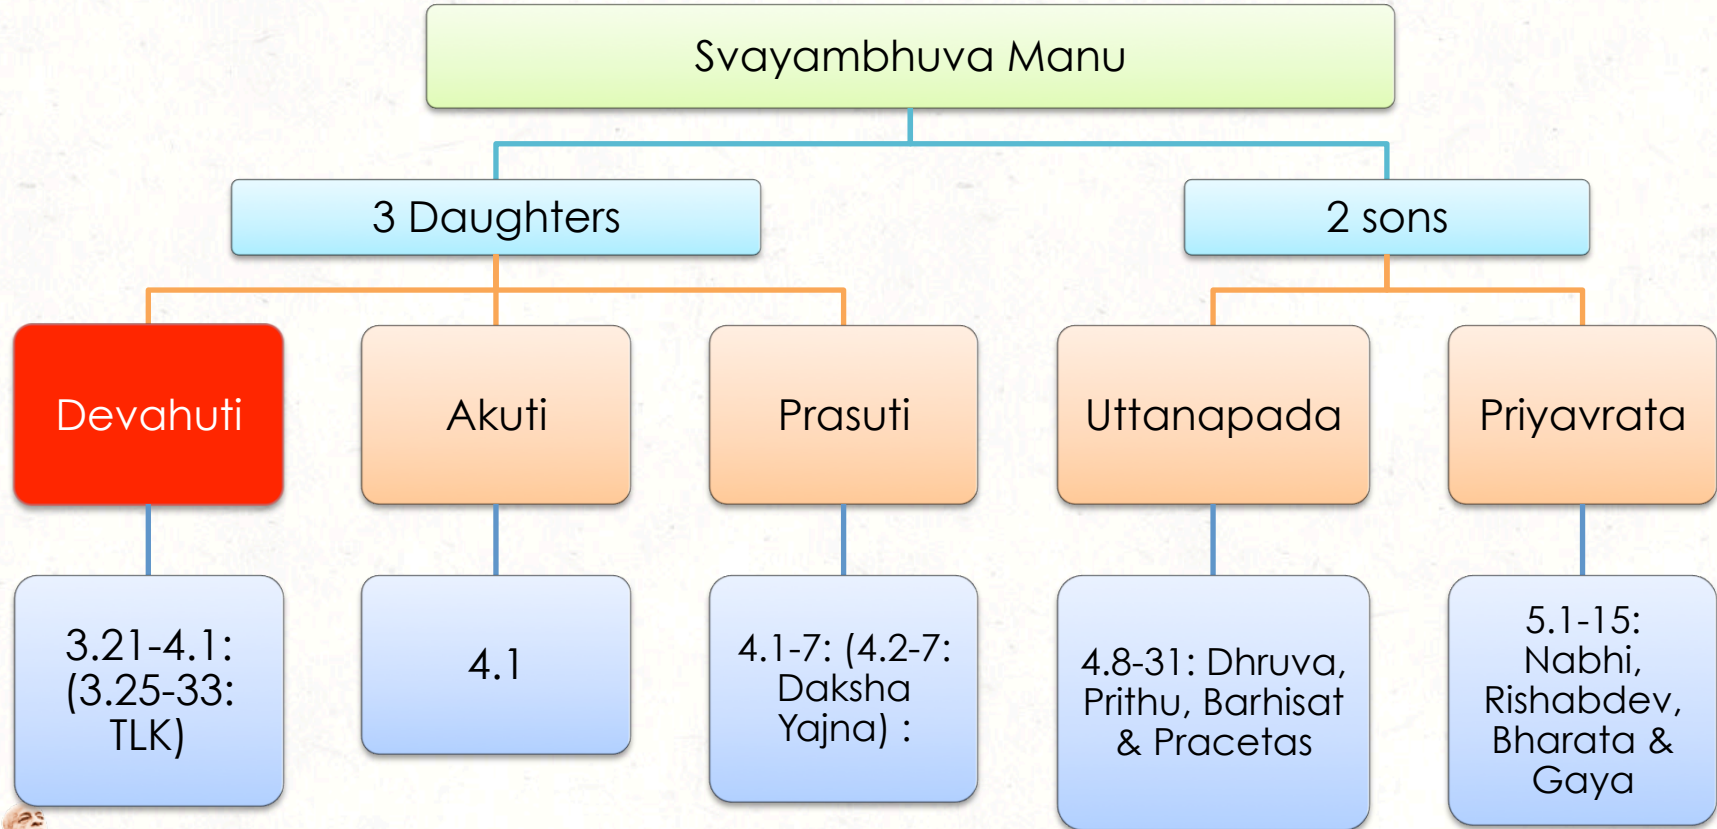 Svayambhuva Manu
3 Daughters
2 sons
Devahuti
Akuti
Prasuti
Uttanapada
Priyavrata
3.21-4.1:
(3.25-33:
TLK)
4.1
4.1-7: (4.2-7:
Daksha
Yajna) :
4.8-31: Dhruva,
Prithu, Barhisat
& Pracetas
5.1-15:
Nabhi,
Rishabdev,
Bharata &
Gaya